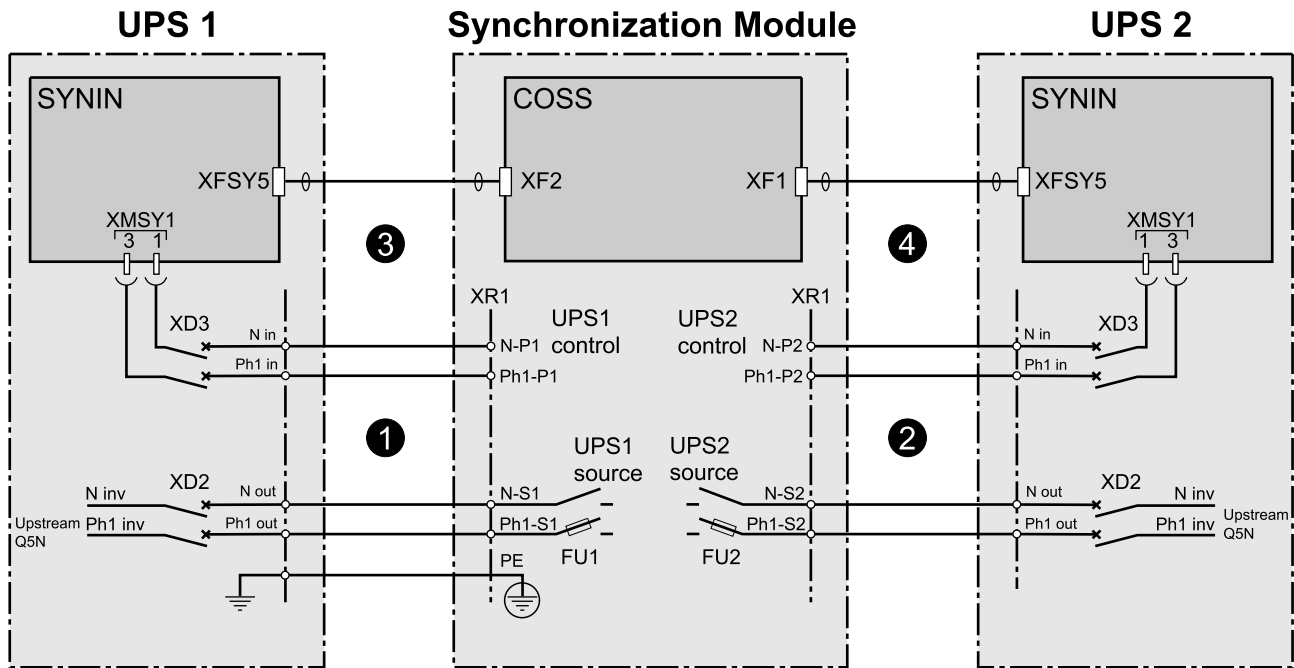 UPS 1
Synchronization Module
UPS 2
SYNIN
COSS
SYNIN
XFSY5
XF2
XF1
XFSY5
XMSY1
3 1
XMSY1
1 3
3
4
XR1
XR1
XD3
N in
Ph1 in
N-P1
Ph1-P1
UPS1
control
UPS2
control
N-P2
Ph1-P2
N in
Ph1 in
XD3
1
2
UPS1
source
UPS2
source
XD2
N inv
Ph1 inv
Upstream
Q5N
N out
Ph1 out
N-S1
Ph1-S1
FU1
N-S2
Ph1-S2
FU2
N out
Ph1 out
XD2
N inv
Ph1 inv
Upstream
Q5N
PE